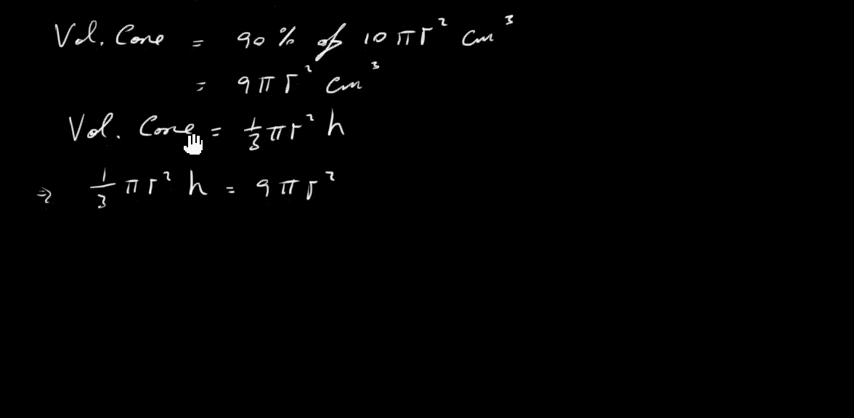 Vol. Cone = 90% of 10πr² cm³
= 9πr² cm³
Vol. Cone = 1/3 πr² h
⇒ 1/3 πr² h = 9πr²